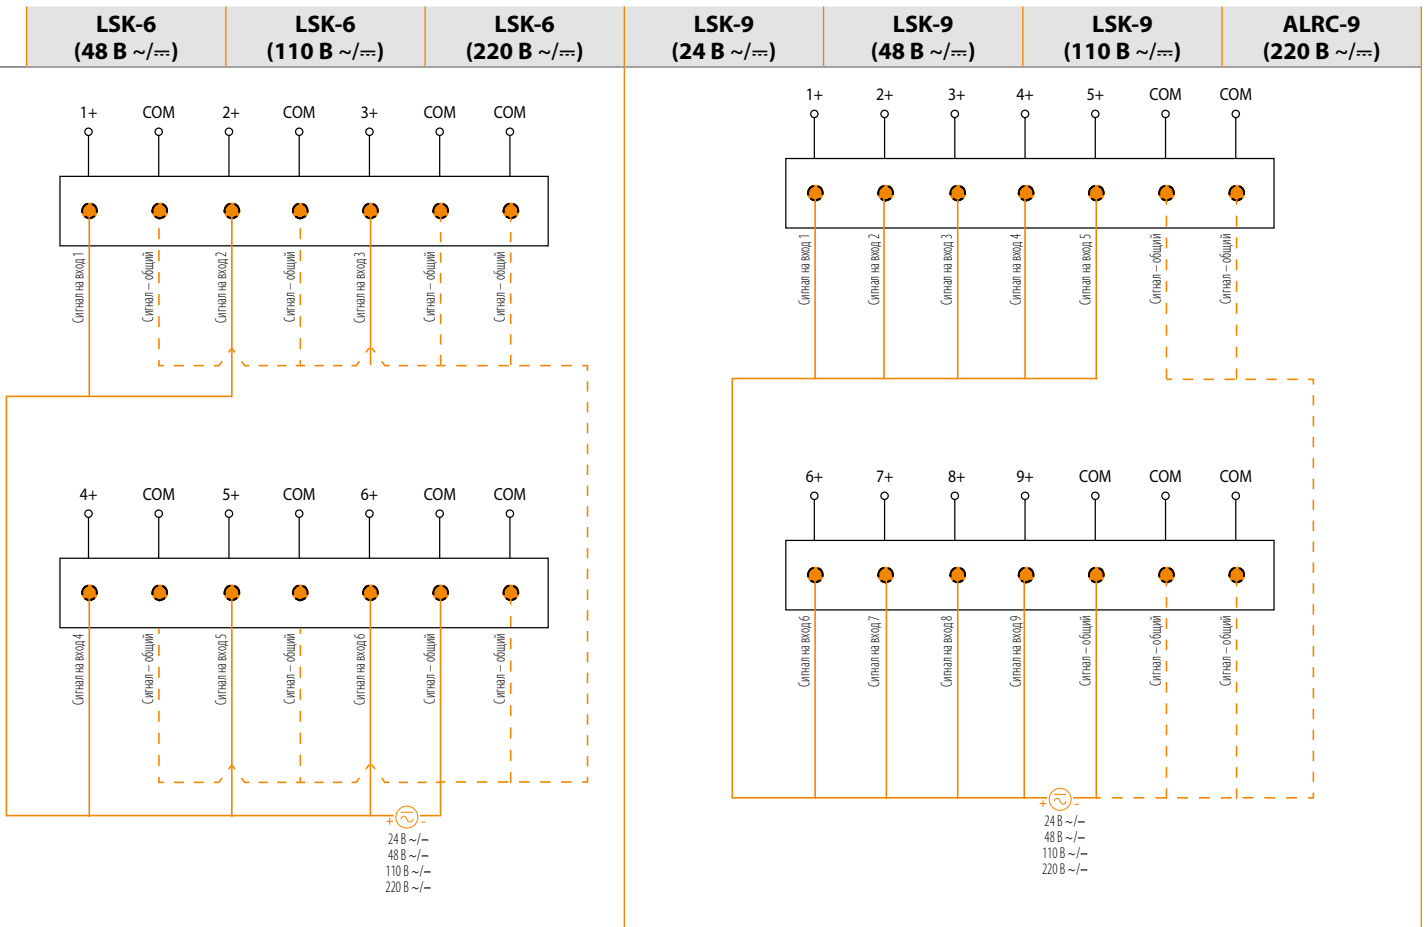 LSK-6
(48 В ~/⎓)
LSK-6
(110 В ~/⎓)
LSK-6
(220 В ~/⎓)
LSK-9
(24 В ~/⎓)
LSK-9
(48 В ~/⎓)
LSK-9
(110 В ~/⎓)
ALRC-9
(220 В ~/⎓)
1+ COM 2+ COM 3+ COM COM
Сигнал на вход 1
Сигнал – общий
Сигнал на вход 2
Сигнал – общий
Сигнал на вход 3
Сигнал – общий
Сигнал – общий
4+ COM 5+ COM 6+ COM COM
Сигнал на вход 4
Сигнал – общий
Сигнал на вход 5
Сигнал – общий
Сигнал на вход 6
Сигнал – общий
Сигнал – общий
+ -
24 В ~/⎓
48 В ~/⎓
110 В ~/⎓
220 В ~/⎓
1+ 2+ 3+ 4+ 5+ COM COM
Сигнал на вход 1
Сигнал на вход 2
Сигнал на вход 3
Сигнал на вход 4
Сигнал на вход 5
Сигнал – общий
Сигнал – общий
6+ 7+ 8+ 9+ COM COM COM
Сигнал на вход 6
Сигнал на вход 7
Сигнал на вход 8
Сигнал на вход 9
Сигнал – общий
Сигнал – общий
Сигнал – общий
+ -
24 В ~/⎓
48 В ~/⎓
110 В ~/⎓
220 В ~/⎓